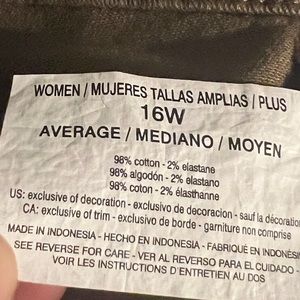 WOMEN / MUJERES TALLAS AMPLIAS / PLUS
16W
AVERAGE / MEDIANO / MOYEN
98% cotton - 2% elastane
98% algodón - 2% elastano
98% coton - 2% élasthanne
US: exclusive of decoration - exclusivo de decoracion - sauf la décoration
CA: exclusive of trim - exclusivo de borde - garniture non comprise
MADE IN INDONESIA - HECHO EN INDONESIA - FABRIQUÉ EN INDONÉSIE
SEE REVERSE FOR CARE - VER AL REVERSO PARA EL CUIDADO
VOIR LES INSTRUCTIONS D'ENTRETIEN AU DOS